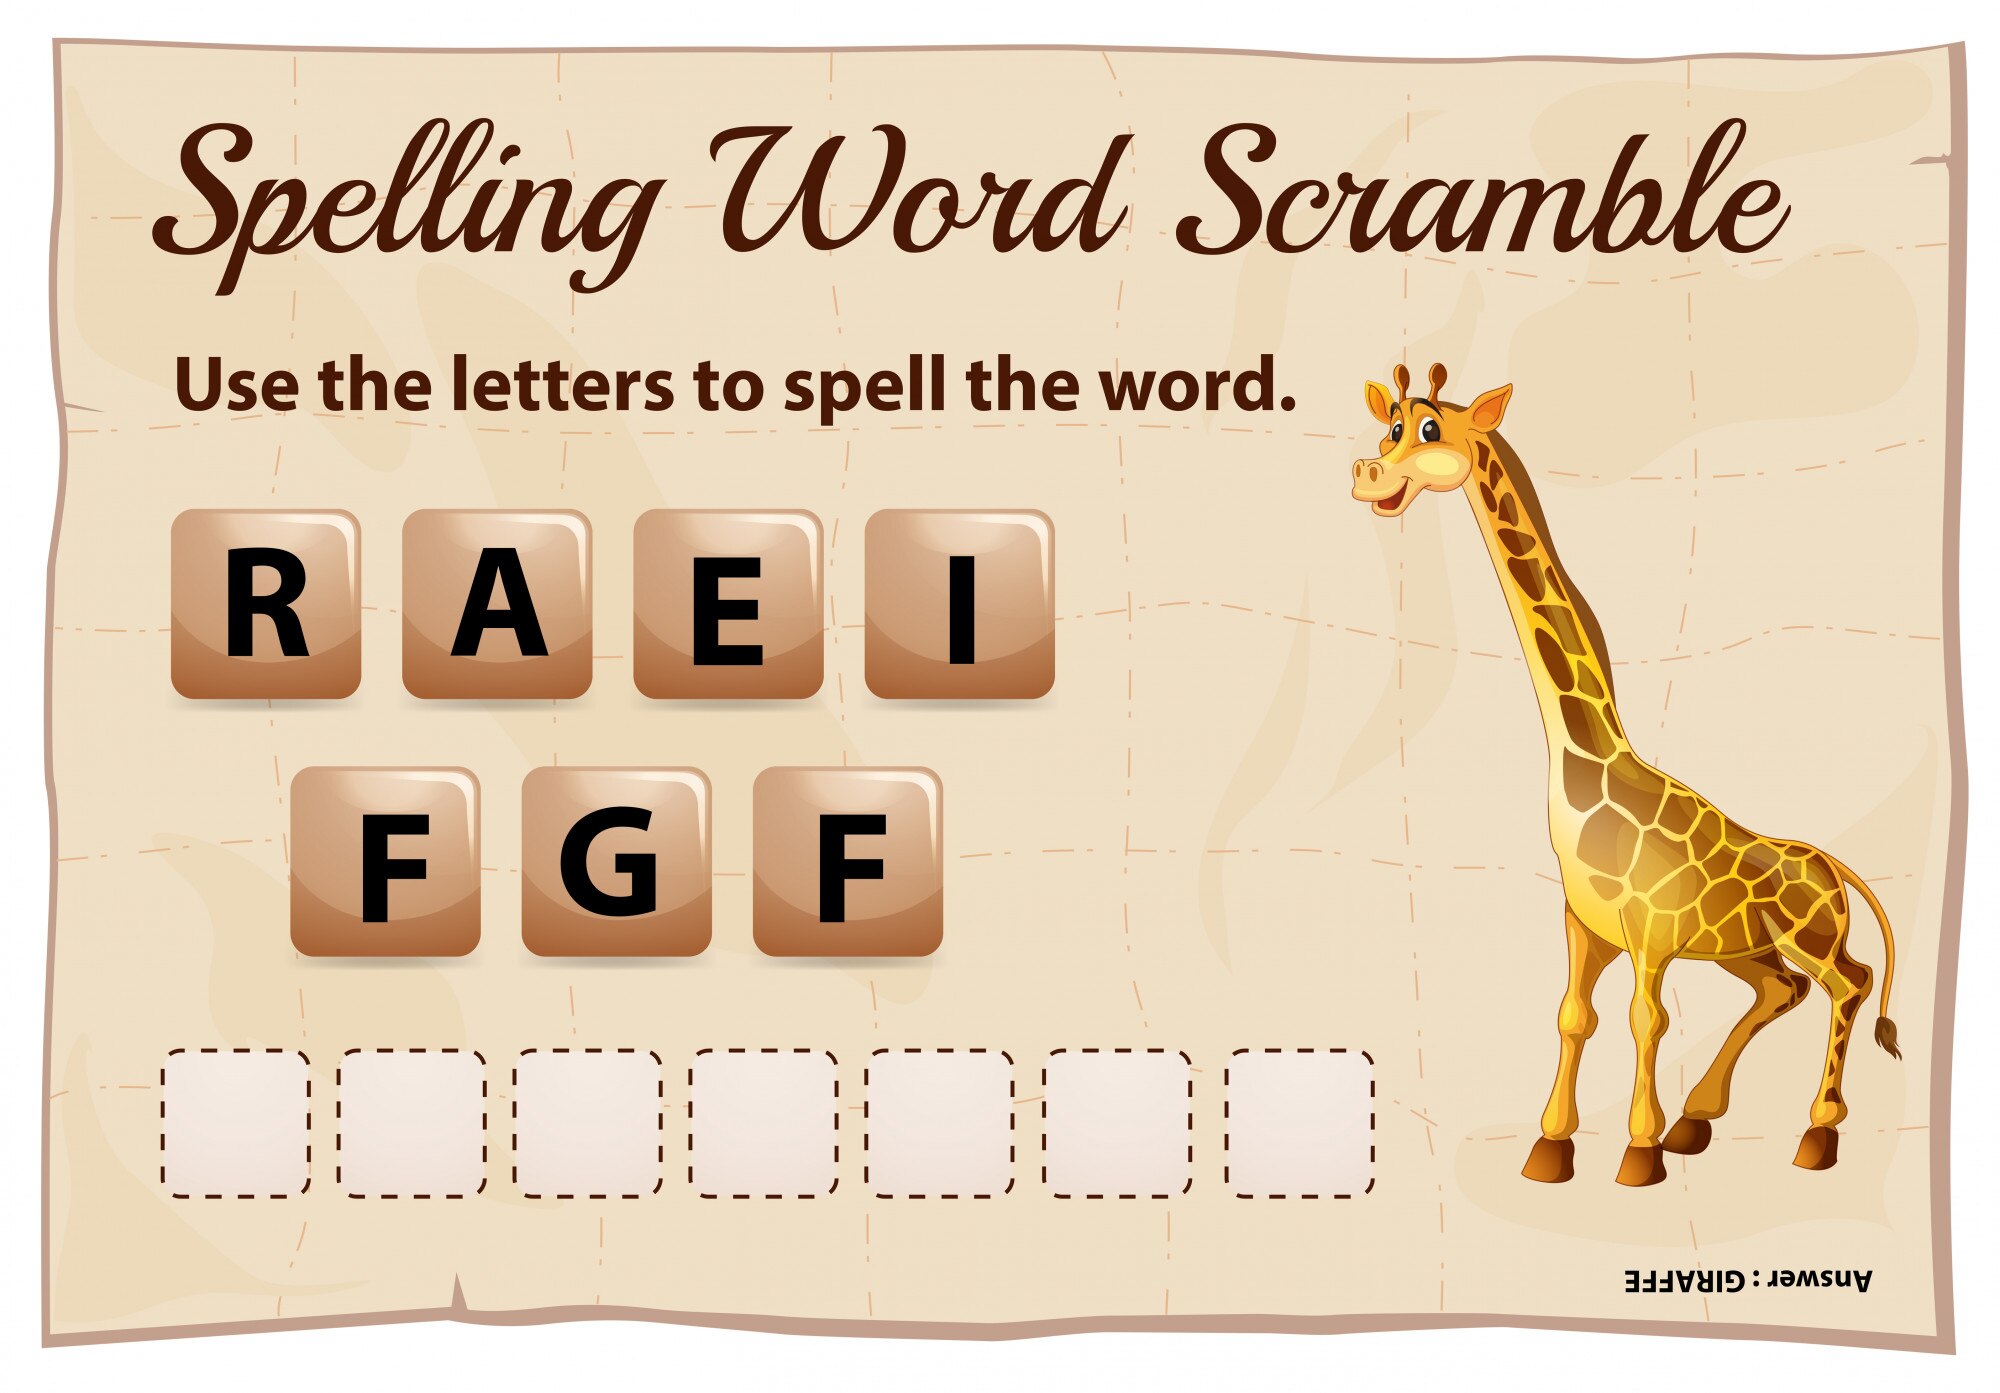 Spelling Word Scramble
Use the letters to spell the word.
R A E I
F G F
Answer : GIRAFFE